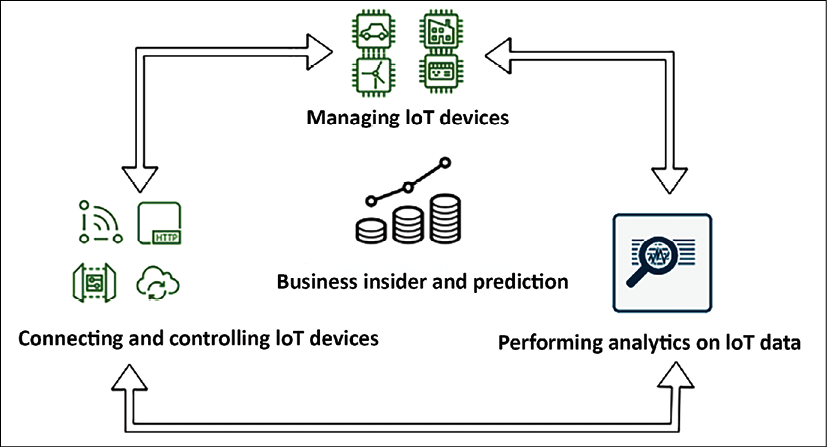 Managing IoT devices
HTTP
Business insider and prediction
Connecting and controlling IoT devices
Performing analytics on IoT data